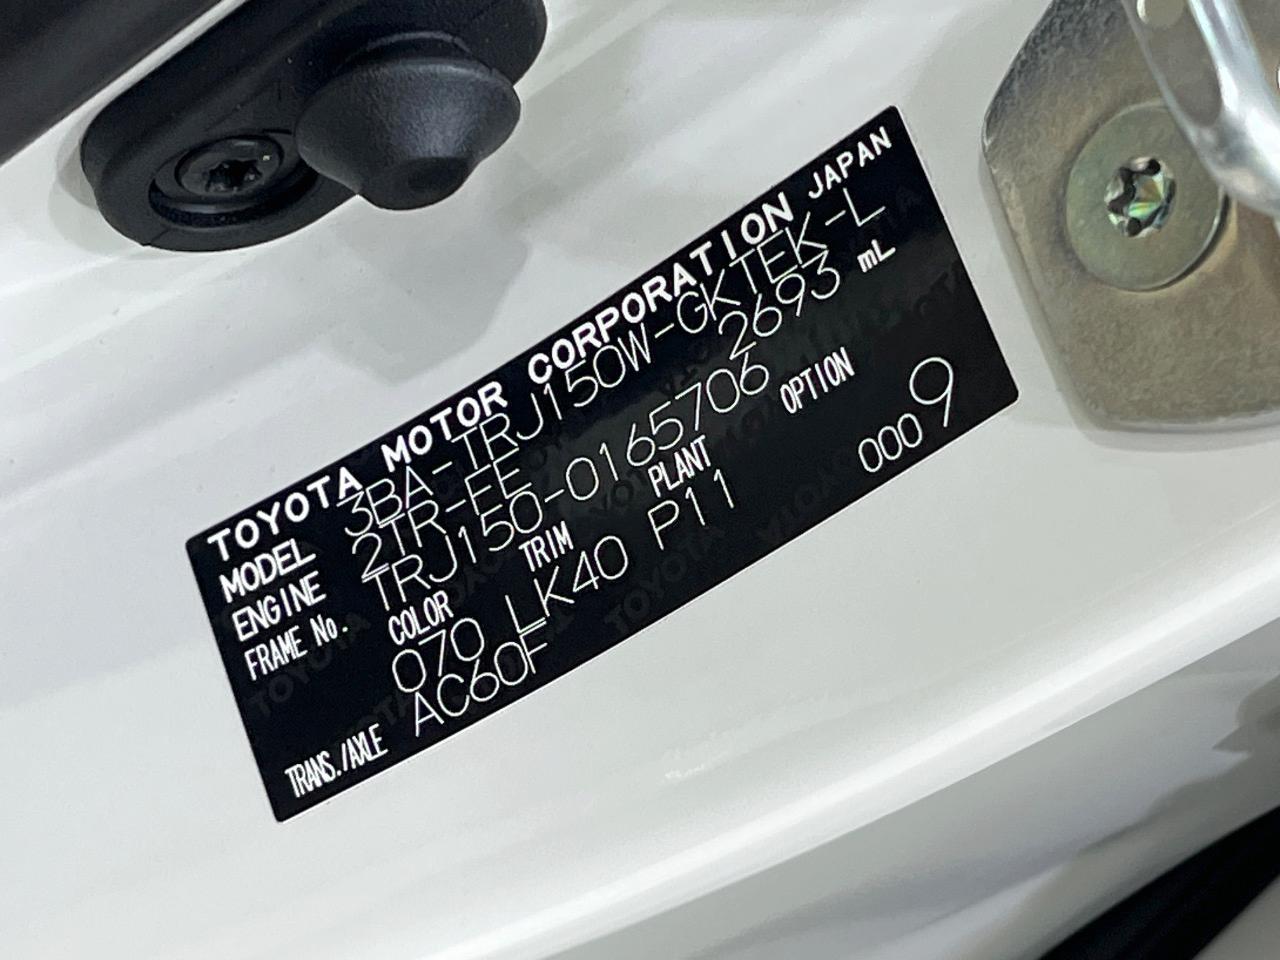 TOYOTA MOTOR CORPORATION JAPAN
MODEL 3BA-TRJ150W-GKTEK-L
ENGINE 2TR-FE 2693 mL
FRAME No. TRJ150-0165706
COLOR TRIM PLANT OPTION
070 LK40 P11 0009
TRANS./AXLE AC60F